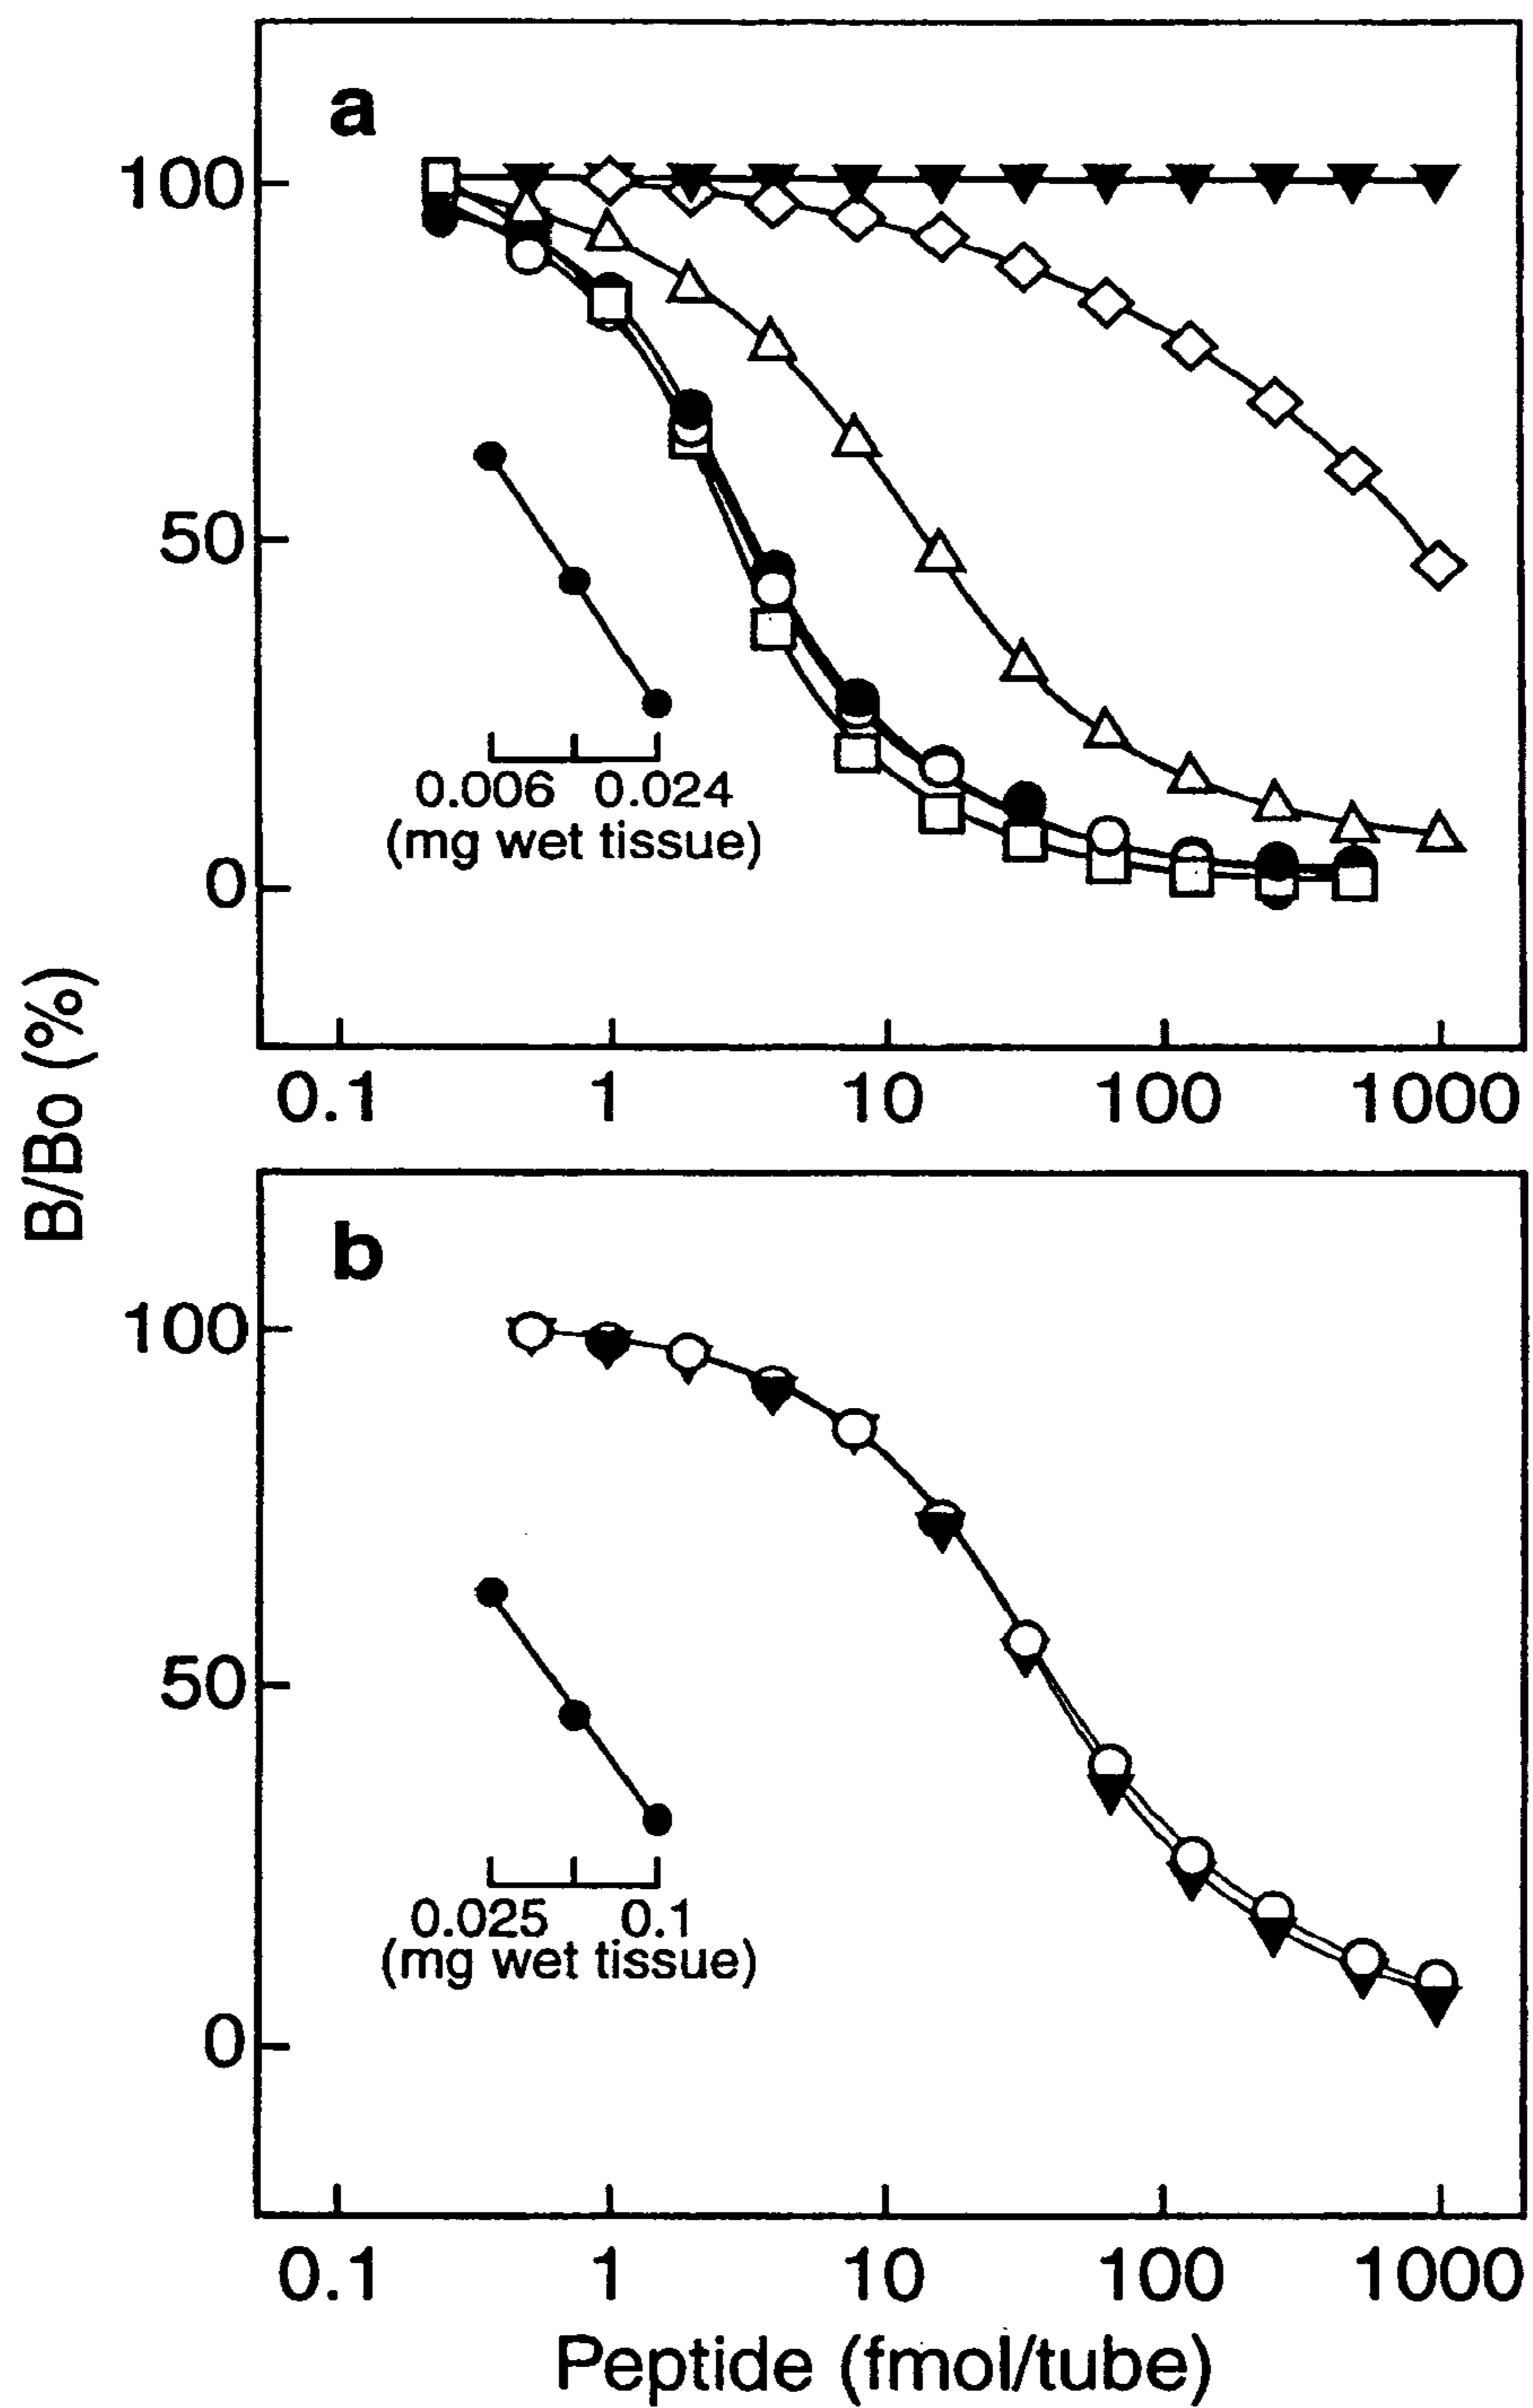 a
100
50
0
0.006 0.024
(mg wet tissue)
0.1 1 10 100 1000
B/Bo (%)
b
100
50
0
0.025 0.1
(mg wet tissue)
0.1 1 10 100 1000
Peptide (fmol/tube)